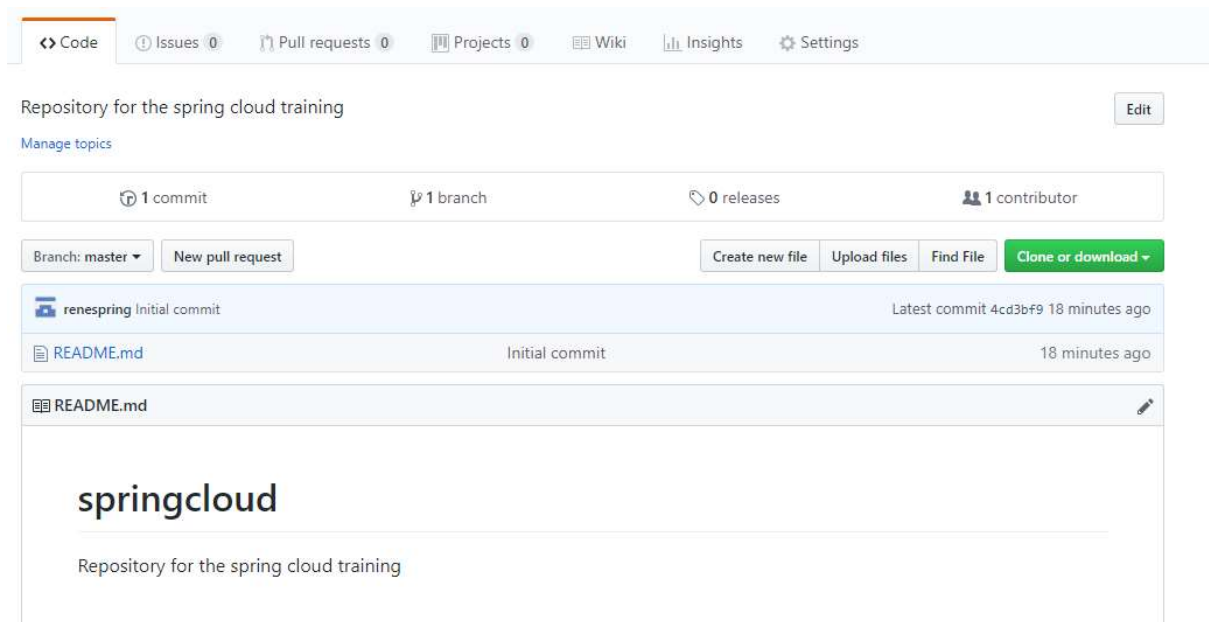 Code Issues 0 Pull requests 0 Projects 0 Wiki Insights Settings
Repository for the spring cloud training Edit
Manage topics
1 commit 1 branch 0 releases 1 contributor
Branch: master New pull request Create new file Upload files Find File Clone or download
renespring Initial commit Latest commit 4cd3bf9 18 minutes ago
README.md Initial commit 18 minutes ago
README.md
springcloud
Repository for the spring cloud training